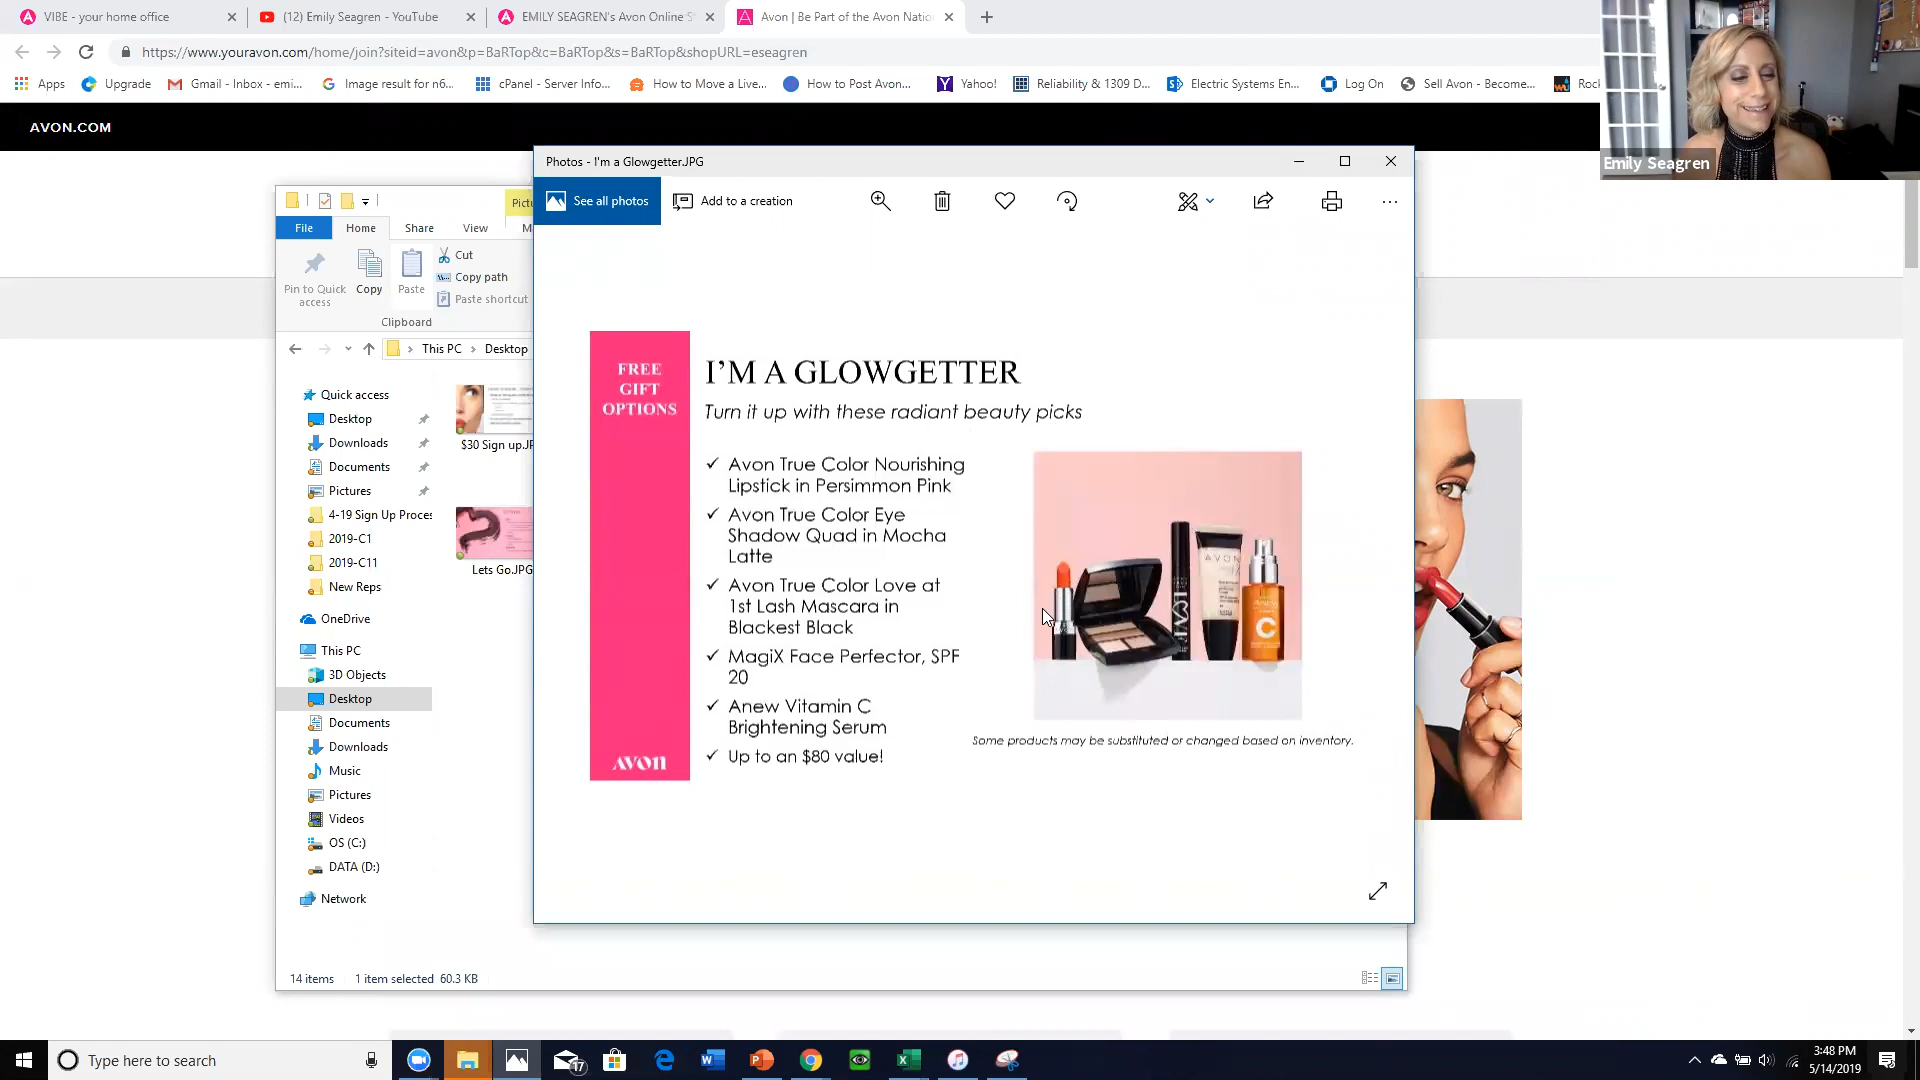 VIBE - your home office
(12) Emily Seagren - YouTube
EMILY SEAGREN's Avon Online S
Avon | Be Part of the Avon Natio
https://www.youravon.com/home/join?siteid=avon&p=BaRTop&c=BaRTop&s=BaRTop&shopURL=eseagren
Apps
Upgrade
Gmail - Inbox - emi...
Image result for n6...
cPanel - Server Info...
How to Move a Live...
How to Post Avon...
Yahoo!
Reliability & 1309 D...
Electric Systems En...
Log On
Sell Avon - Become...
Rock
AVON.COM
Emily Seagren
Photos - I'm a Glowgetter.JPG
See all photos
Add to a creation
File
Home
Share
View
Pin to Quick
access
Copy
Paste
Cut
Copy path
Paste shortcut
Clipboard
This PC
Desktop
Quick access
Desktop
Downloads
Documents
Pictures
4-19 Sign Up Proces
2019-C1
2019-C11
New Reps
OneDrive
This PC
3D Objects
Desktop
Documents
Downloads
Music
Pictures
Videos
OS (C:)
DATA (D:)
Network
$30 Sign up.JP
Lets Go.JPG
FREE
GIFT
OPTIONS
AVON
I'M A GLOWGETTER
Turn it up with these radiant beauty picks
✓ Avon True Color Nourishing
Lipstick in Persimmon Pink
✓ Avon True Color Eye
Shadow Quad in Mocha
Latte
✓ Avon True Color Love at
1st Lash Mascara in
Blackest Black
✓ MagiX Face Perfector, SPF
20
✓ Anew Vitamin C
Brightening Serum
✓ Up to an $80 value!
AVON
C
Some products may be substituted or changed based on inventory.
14 items
1 item selected 60.3 KB
Type here to search
17
3:48 PM
5/14/2019